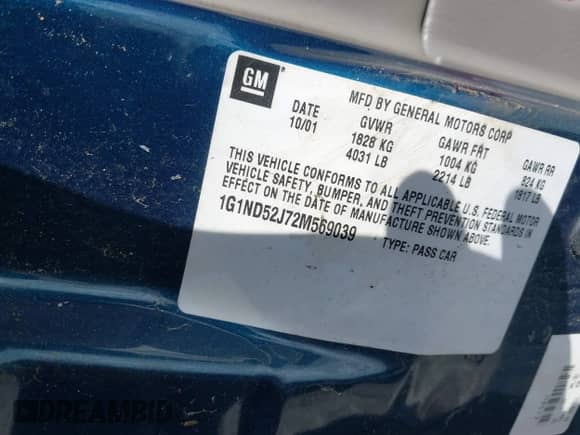 GM
MFD BY GENERAL MOTORS CORP
DATE GVWR GAWR FRT GAWR RR
10/01 1828 KG 1004 KG 824 KG
4031 LB 2214 LB 1817 LB
THIS VEHICLE CONFORMS TO ALL APPLICABLE U.S. FEDERAL MOTOR
VEHICLE SAFETY, BUMPER, AND THEFT PREVENTION STANDARDS IN
EFFECT ON THE DATE OF MANUFACTURE SHOWN ABOVE.
1G1ND52J72M569039 TYPE: PASS CAR
DREAMBID